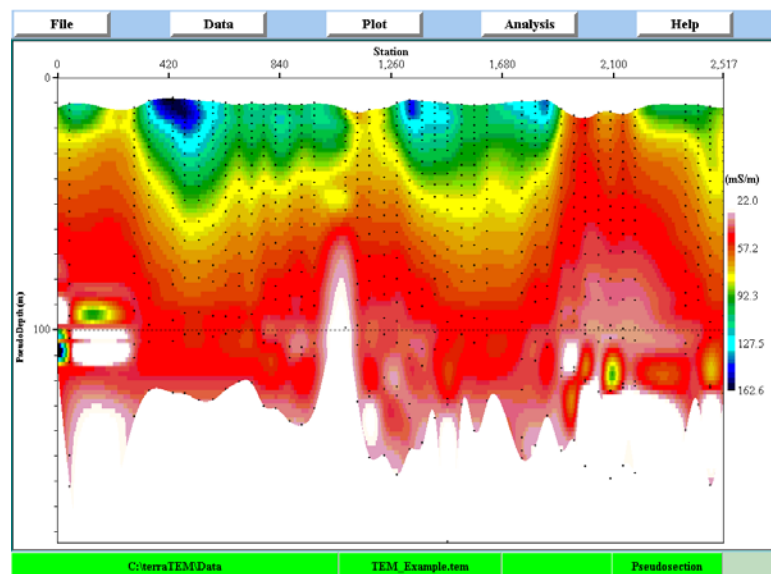 File Data Plot Analysis Help
Station
0 420 840 1,260 1,680 2,100 2,517
0
(mS/m)
22.0
57.2
92.3
100
127.5
162.6
PseudoDepth(m)
C:\terraTEM\Data TEM_Example.tem Pseudosection